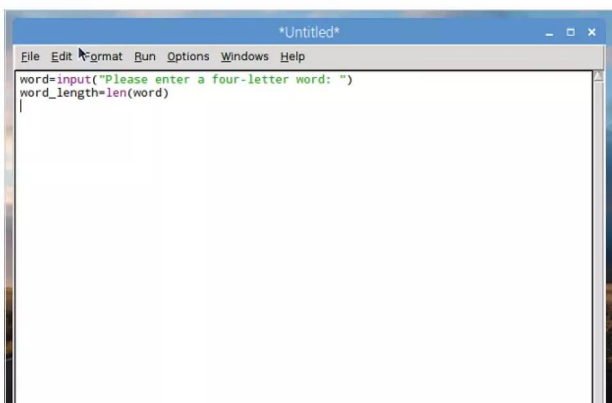 *Untitled*
File Edit Format Run Options Windows Help
word=input("Please enter a four-letter word: ")
word_length=len(word)